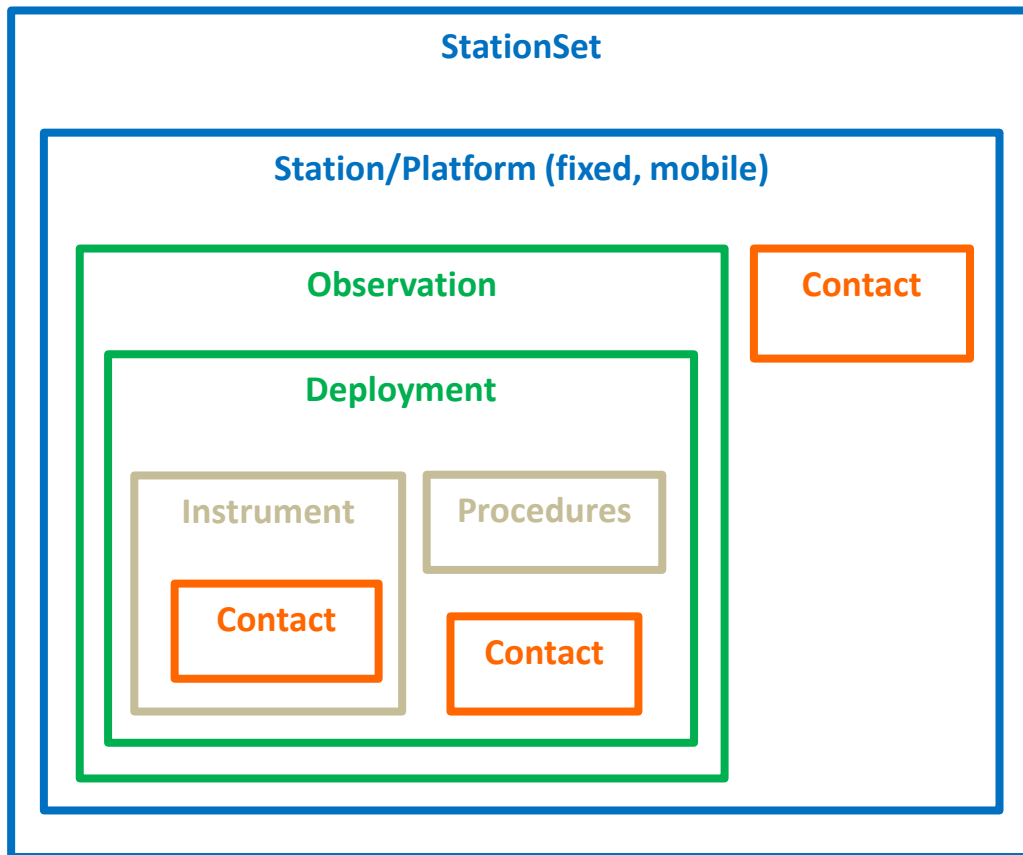 StationSet
Station/Platform (fixed, mobile)
Observation
Contact
Deployment
Instrument
Procedures
Contact
Contact